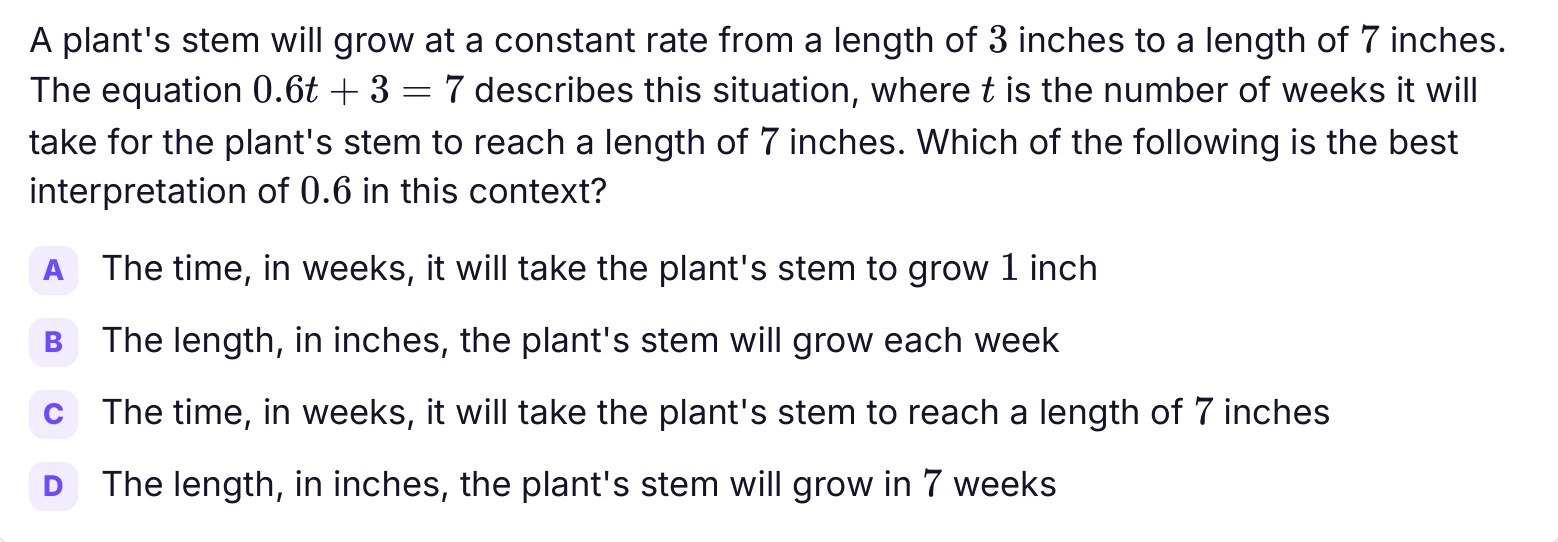 A plant's stem will grow at a constant rate from a length of 3 inches to a length of 7 inches.
The equation 0.6t + 3 = 7 describes this situation, where t is the number of weeks it will
take for the plant's stem to reach a length of 7 inches. Which of the following is the best
interpretation of 0.6 in this context?
A The time, in weeks, it will take the plant's stem to grow 1 inch
B The length, in inches, the plant's stem will grow each week
C The time, in weeks, it will take the plant's stem to reach a length of 7 inches
D The length, in inches, the plant's stem will grow in 7 weeks